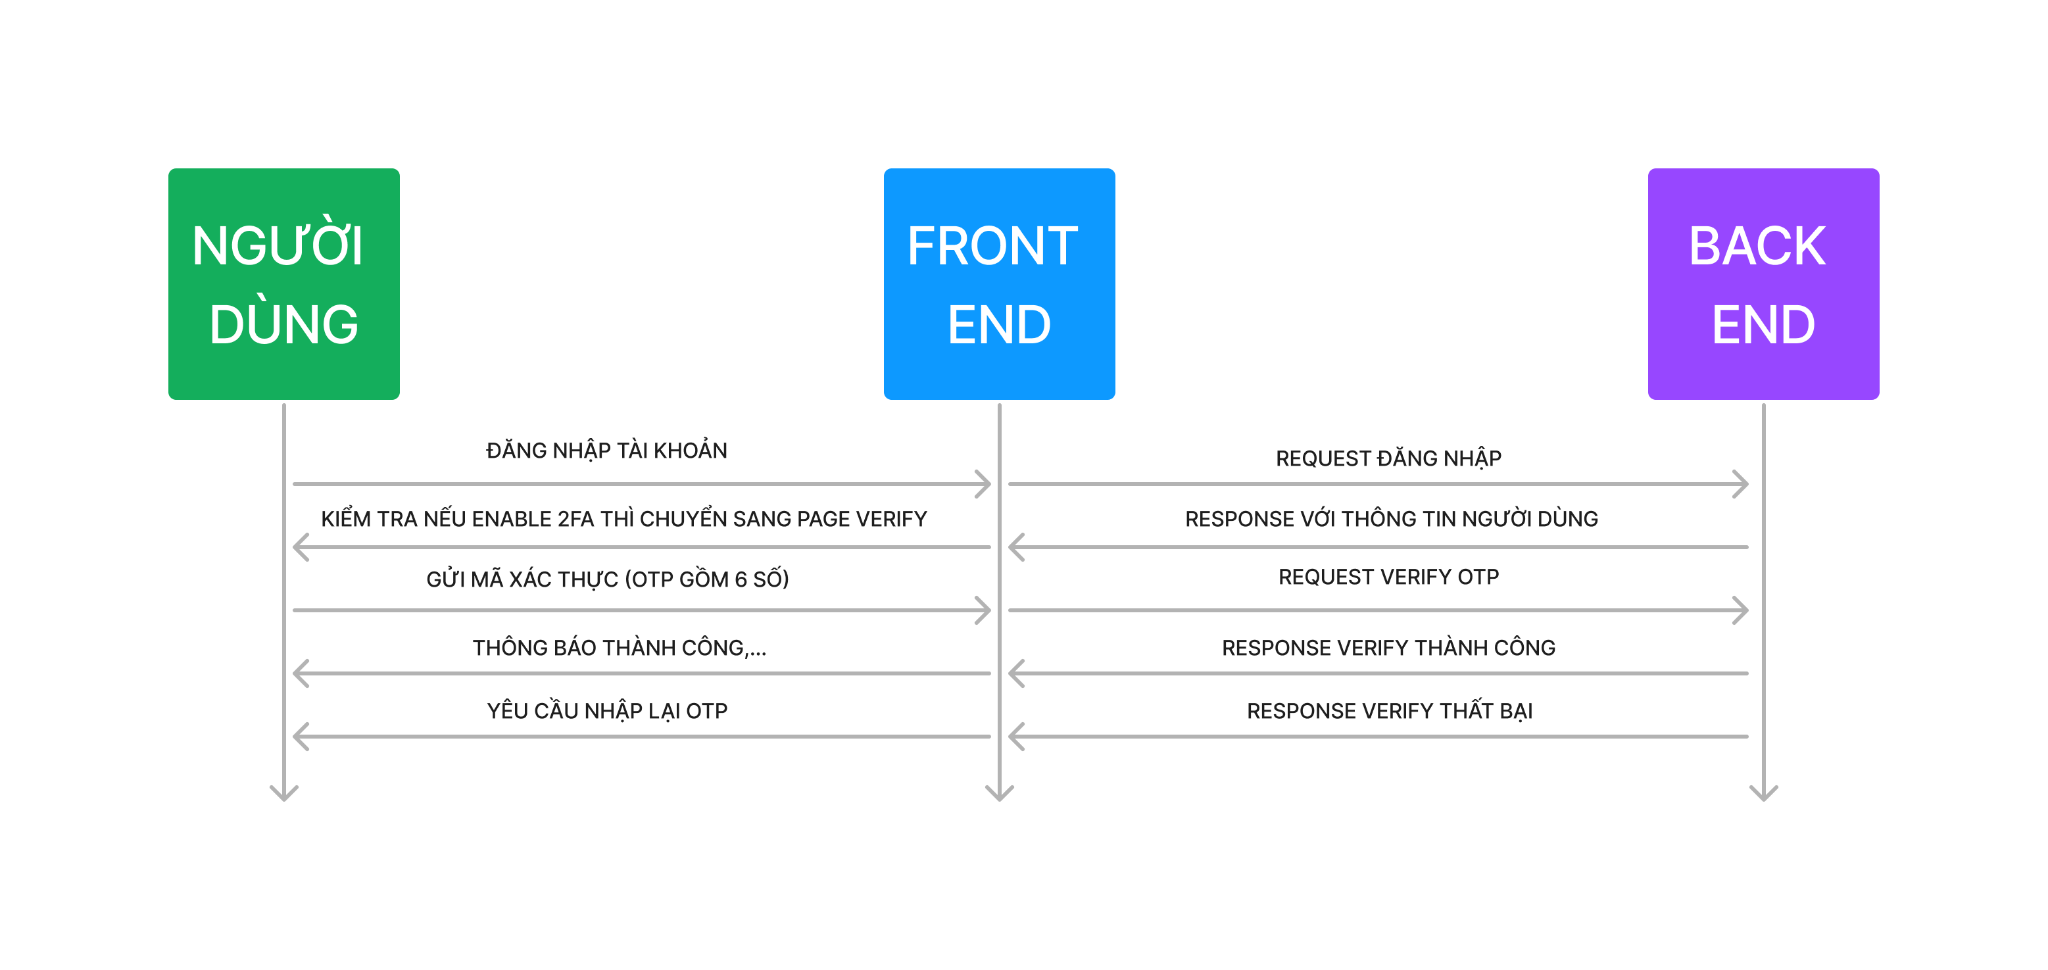 NGƯỜI
DÙNG
FRONT
END
BACK
END
ĐĂNG NHẬP TÀI KHOẢN
REQUEST ĐĂNG NHẬP
KIỂM TRA NẾU ENABLE 2FA THÌ CHUYỂN SANG PAGE VERIFY
RESPONSE VỚI THÔNG TIN NGƯỜI DÙNG
GỬI MÃ XÁC THỰC (OTP GỒM 6 SỐ)
REQUEST VERIFY OTP
THÔNG BÁO THÀNH CÔNG,...
RESPONSE VERIFY THÀNH CÔNG
YÊU CẦU NHẬP LẠI OTP
RESPONSE VERIFY THẤT BẠI